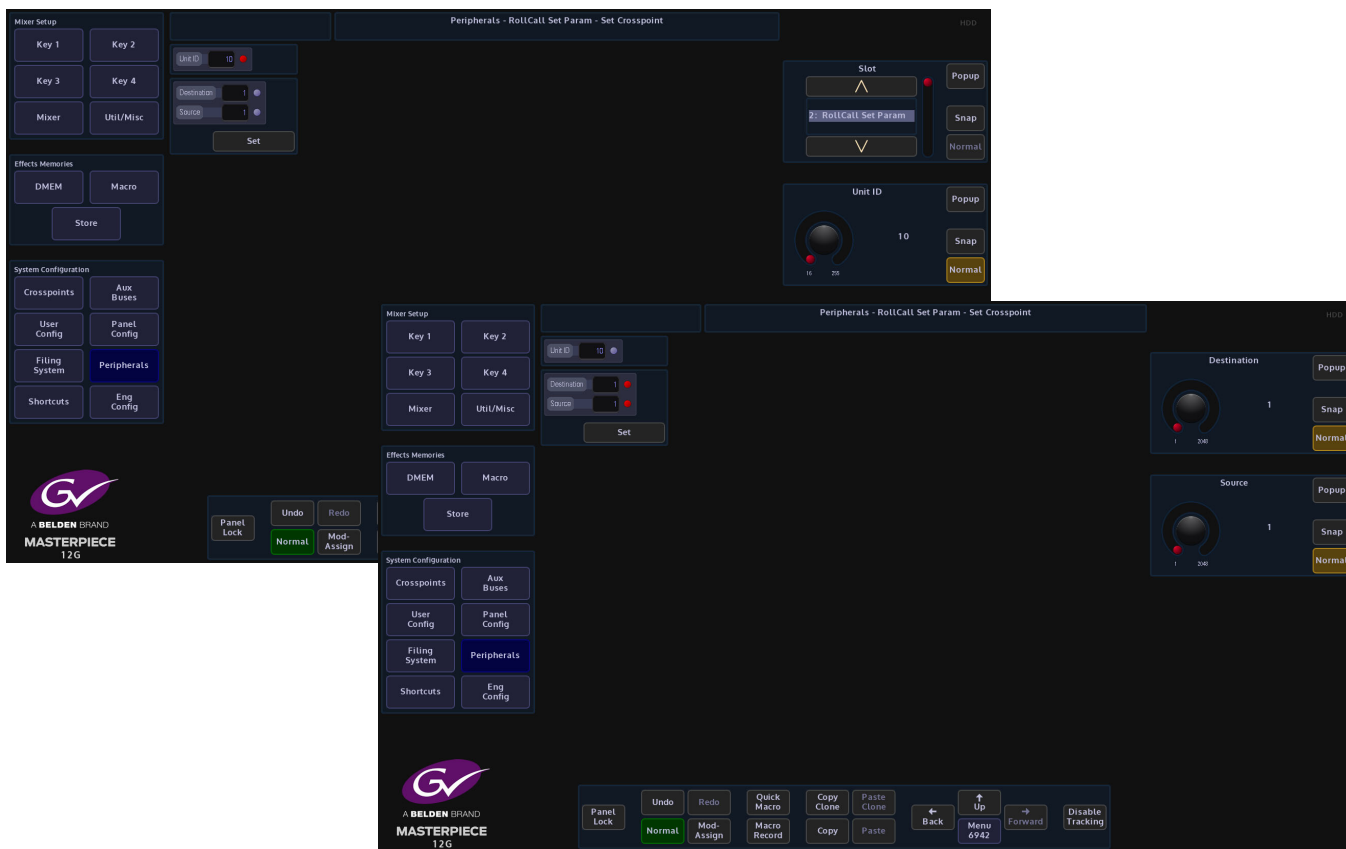 Mixer Setup
Key 1
Key 2
Key 3
Key 4
Mixer
Util/Misc
Effects Memories
DMEM
Macro
Store
System Configuration
Crosspoints
Aux
Buses
User
Config
Panel
Config
Filing
System
Peripherals
Shortcuts
Eng
Config
GV
A BELDEN BRAND
MASTERPIECE
12G
Peripherals - RollCall Set Param - Set Crosspoint
HDD
Unit ID 10
Destination 1
Source 1
Set
Slot
Popup
2: RollCall Set Param
Snap
Normal
Unit ID
Popup
10
Snap
16 255
Normal
Panel
Lock
Undo
Redo
Normal
Mod-
Assign
Mixer Setup
Key 1
Key 2
Key 3
Key 4
Mixer
Util/Misc
Effects Memories
DMEM
Macro
Store
System Configuration
Crosspoints
Aux
Buses
User
Config
Panel
Config
Filing
System
Peripherals
Shortcuts
Eng
Config
GV
A BELDEN BRAND
MASTERPIECE
12G
Peripherals - RollCall Set Param - Set Crosspoint
HDD
Unit ID 10
Destination 1
Source 1
Set
Destination
Popup
1
Snap
1 2048
Normal
Source
Popup
1
Snap
1 2048
Normal
Panel
Lock
Undo
Redo
Normal
Mod-
Assign
Quick
Macro
Macro
Record
Copy
Clone
Paste
Clone
Copy
Paste
Back
Up
Menu
6942
Forward
Disable
Tracking